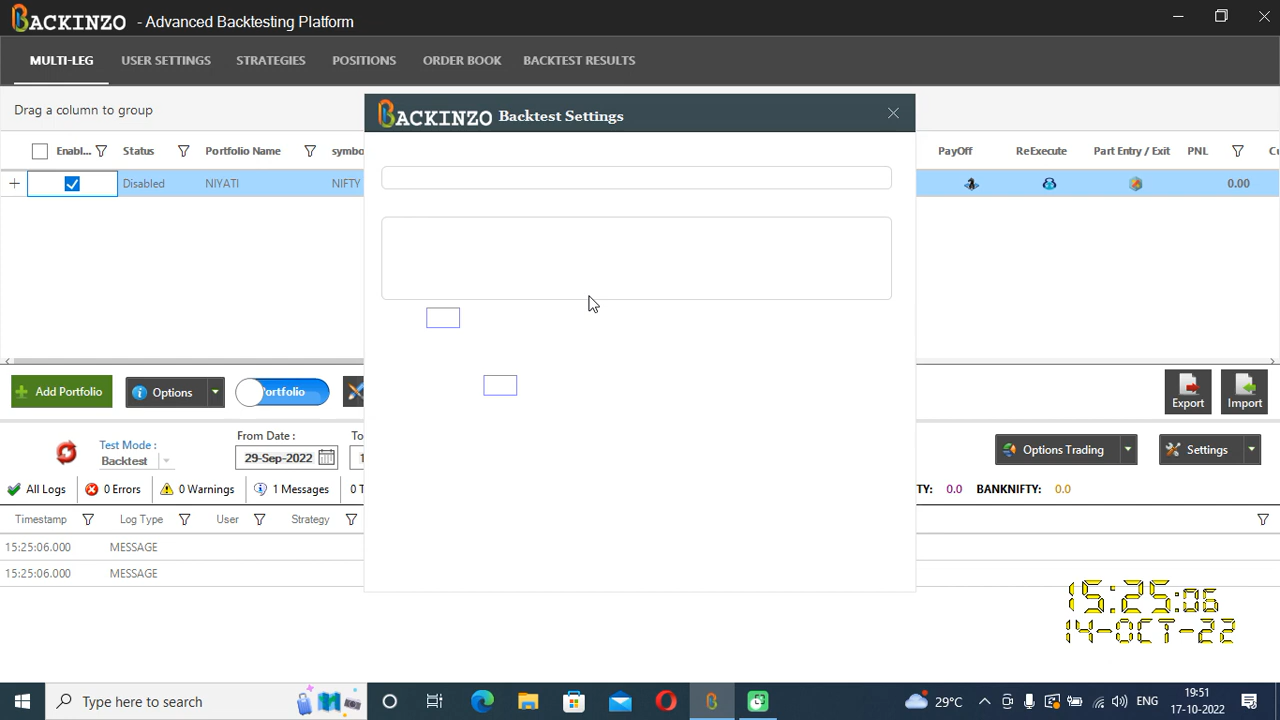 BACKINZO - Advanced Backtesting Platform
MULTI-LEG USER SETTINGS STRATEGIES POSITIONS ORDER BOOK BACKTEST RESULTS
Drag a column to group
BACKINZO Backtest Settings
Enabl... Status Portfolio Name symbo PayOff ReExecute Part Entry / Exit PNL Cu
Disabled NIYATI NIFTY 0.00
Add Portfolio Options Portfolio Export Import
Test Mode : From Date : To
Backtest 29-Sep-2022 1 Options Trading Settings
All Logs 0 Errors 0 Warnings 1 Messages 0 T TY: 0.0 BANKNIFTY: 0.0
Timestamp Log Type User Strategy
15:25:06.000 MESSAGE
15:25:06.000 MESSAGE
15:25:06
14-OCT-22
Type here to search 29°C ENG 19:51
17-10-2022